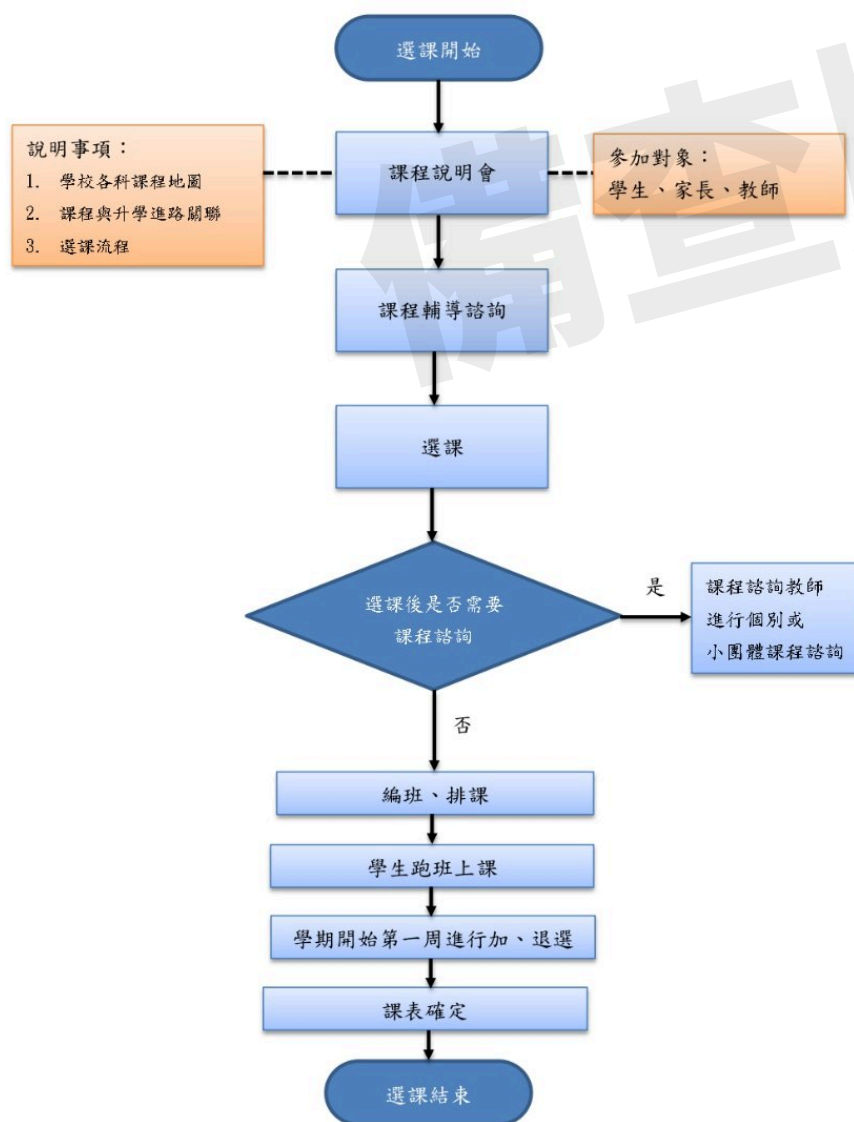 選課開始
說明事項：
1. 學校各科課程地圖
2. 課程與升學進路關聯
3. 選課流程
課程說明會
參加對象：
學生、家長、教師
備查
課程輔導諮詢
選課
選課後是否需要
課程諮詢
是
課程諮詢教師
進行個別或
小團體課程諮詢
否
編班、排課
學生跑班上課
學期開始第一周進行加、退選
課表確定
選課結束